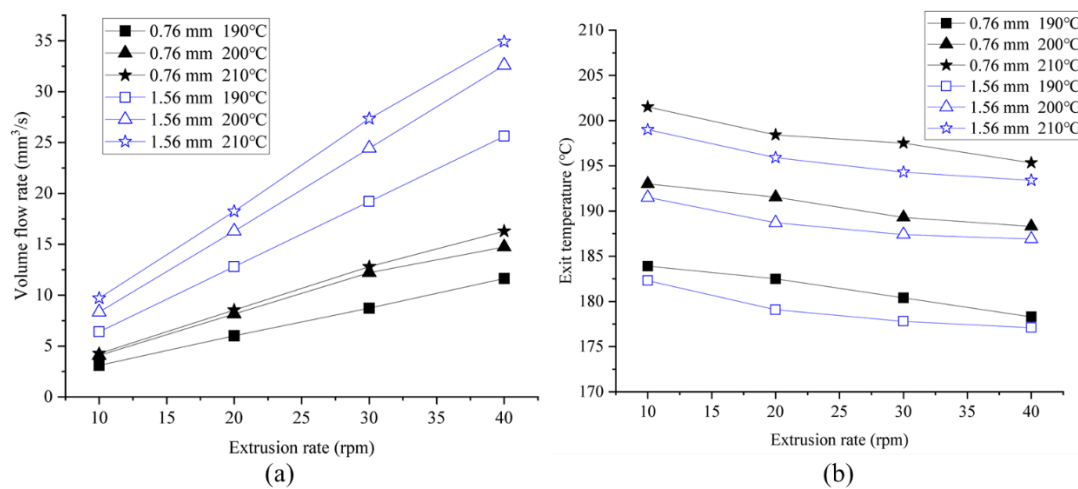 35
30
25
20
15
10
5
0
Volume flow rate (mm³/s)
0.76 mm 190℃
0.76 mm 200℃
0.76 mm 210℃
1.56 mm 190℃
1.56 mm 200℃
1.56 mm 210℃
10 15 20 25 30 35 40
Extrusion rate (rpm)
(a)
210
205
200
195
190
185
180
175
170
Exit temperature (℃)
0.76 mm 190℃
0.76 mm 200℃
0.76 mm 210℃
1.56 mm 190℃
1.56 mm 200℃
1.56 mm 210℃
10 15 20 25 30 35 40
Extrusion rate (rpm)
(b)